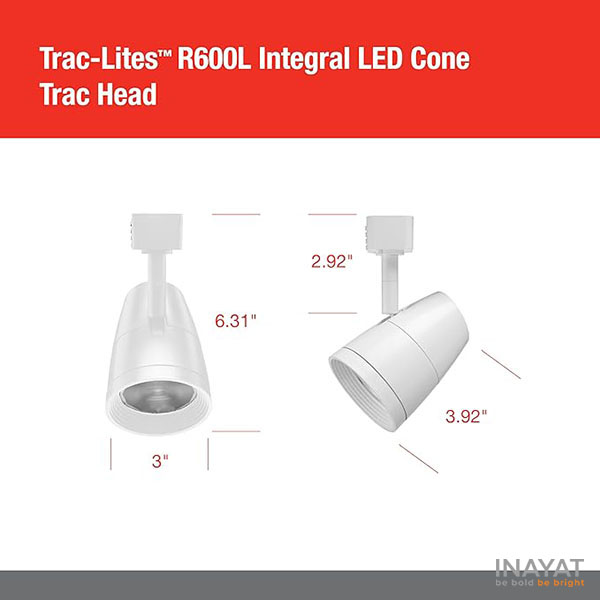 Trac-Lites™ R600L Integral LED Cone
Trac Head
2.92"
6.31"
3.92"
3"
INAYAT
be bold be bright